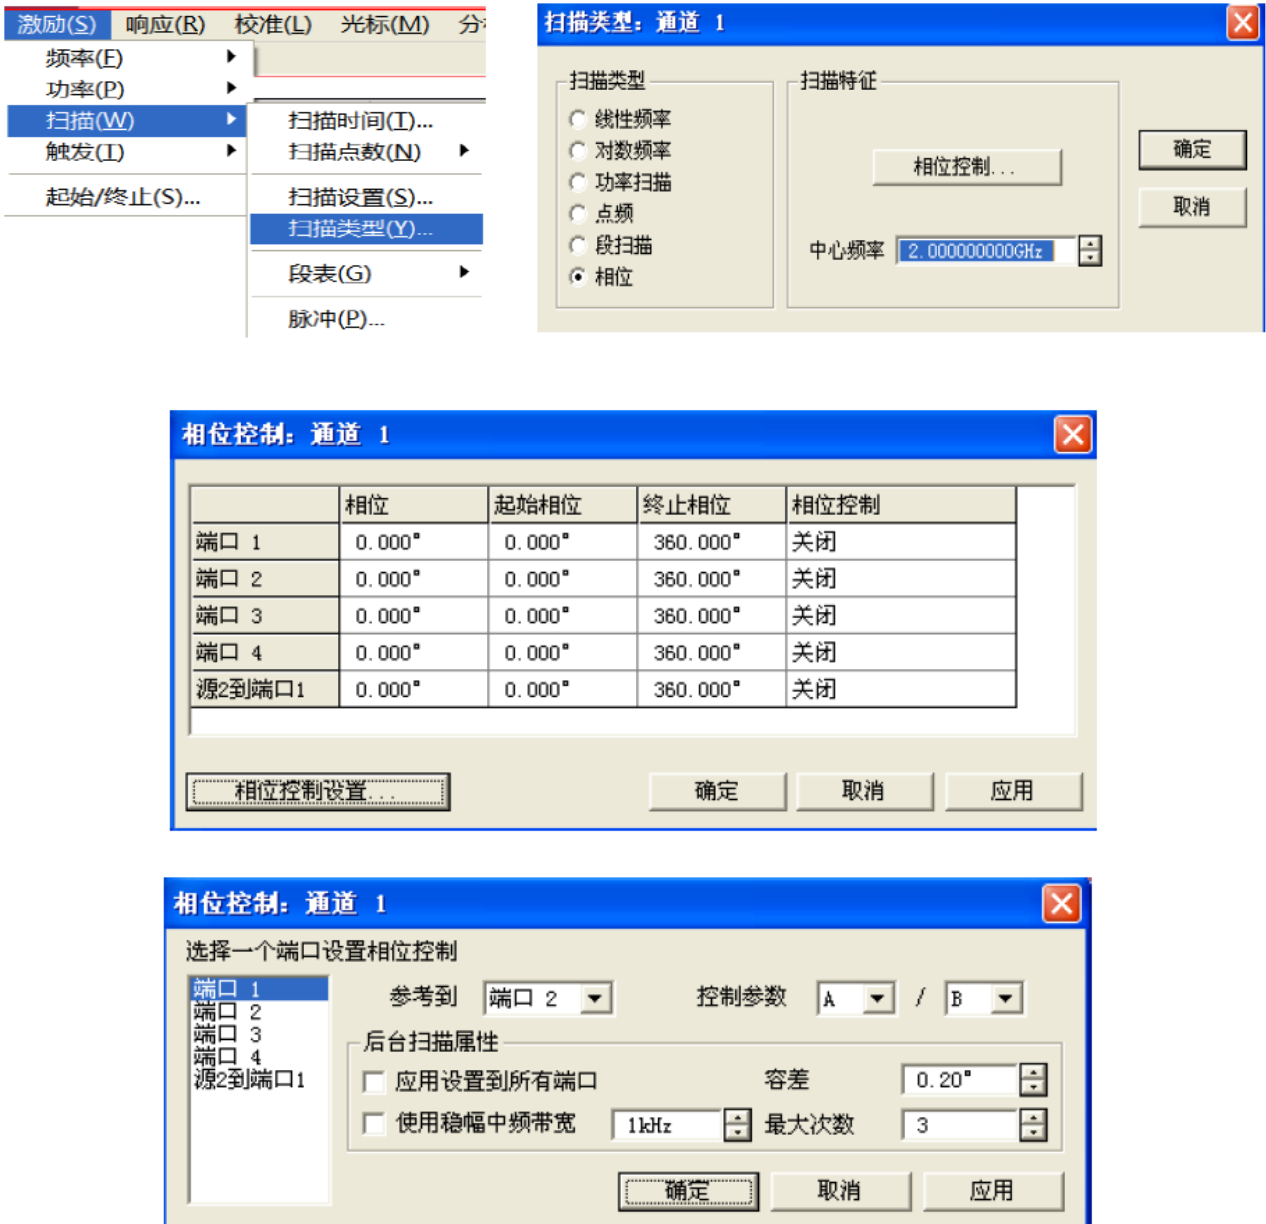 激励(S) 响应(R) 校准(L) 光标(M)
频率(F)
功率(P)
扫描(W)
触发(T)
起始/终止(S)...
扫描时间(T)...
扫描点数(N)
扫描设置(S)...
扫描类型(Y)...
段表(G)
脉冲(P)...
扫描类型: 通道 1
扫描类型
线性频率
对数频率
功率扫描
点频
段扫描
相位
扫描特征
相位控制...
中心频率 2.000000000GHz
确定
取消
相位控制: 通道 1
相位 起始相位 终止相位 相位控制
端口 1 0.000° 0.000° 360.000° 关闭
端口 2 0.000° 0.000° 360.000° 关闭
端口 3 0.000° 0.000° 360.000° 关闭
端口 4 0.000° 0.000° 360.000° 关闭
源2到端口1 0.000° 0.000° 360.000° 关闭
相位控制设置... 确定 取消 应用
相位控制: 通道 1
选择一个端口设置相位控制
端口 1
端口 2
端口 3
端口 4
源2到端口1
参考到 端口 2 控制参数 A / B
后台扫描属性
应用设置到所有端口 容差 0.20°
使用稳幅中频带宽 1kHz 最大次数 3
确定 取消 应用